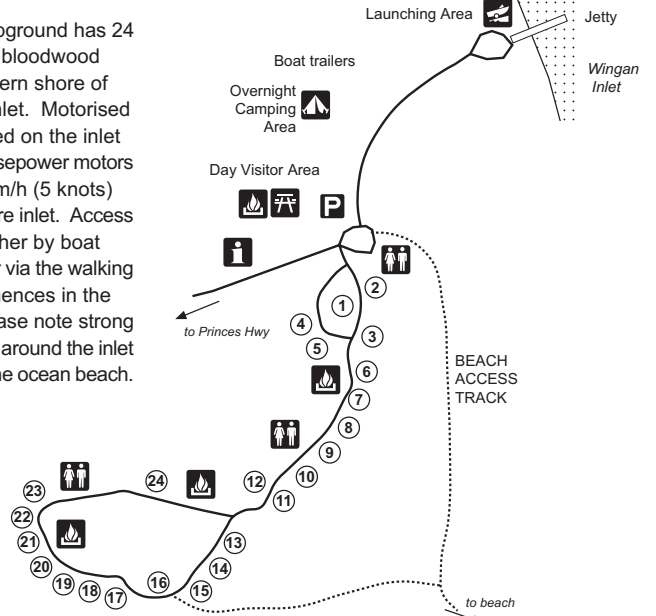 ground has 24
bloodwood
ern shore of
let. Motorised
ed on the inlet
sepower motors
m/h (5 knots)
re inlet. Access
her by boat
r via the walking
ences in the
ase note strong
around the inlet
he ocean beach.
Launching Area
Jetty
Boat trailers
Wingan
Inlet
Overnight
Camping
Area
Day Visitor Area
P
i
to Princes Hwy
1
2
3
4
5
6
7
8
9
10
11
12
13
14
15
16
17
18
19
20
21
22
23
24
BEACH
ACCESS
TRACK
to beach